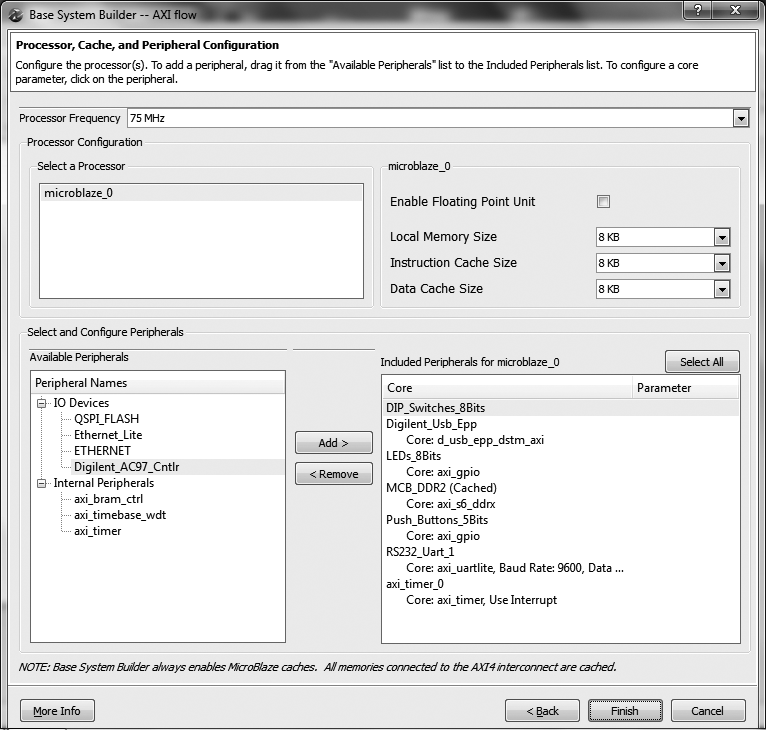 Base System Builder -- AXI flow
?
X
Processor, Cache, and Peripheral Configuration
Configure the processor(s). To add a peripheral, drag it from the "Available Peripherals" list to the Included Peripherals list. To configure a core
parameter, click on the peripheral.
Processor Frequency 75 MHz
Processor Configuration
Select a Processor
microblaze_0
microblaze_0
Enable Floating Point Unit
Local Memory Size 8 KB
Instruction Cache Size 8 KB
Data Cache Size 8 KB
Select and Configure Peripherals
Available Peripherals
Peripheral Names
IO Devices
QSPI_FLASH
Ethernet_Lite
ETHERNET
Digilent_AC97_Cntlr
Internal Peripherals
axi_bram_ctrl
axi_timebase_wdt
axi_timer
Add >
< Remove
Included Peripherals for microblaze_0
Select All
Core Parameter
DIP_Switches_8Bits
Digilent_Usb_Epp
Core: d_usb_epp_dstm_axi
LEDs_8Bits
Core: axi_gpio
MCB_DDR2 (Cached)
Core: axi_s6_ddrx
Push_Buttons_5Bits
Core: axi_gpio
RS232_Uart_1
Core: axi_uartlite, Baud Rate: 9600, Data ...
axi_timer_0
Core: axi_timer, Use Interrupt
NOTE: Base System Builder always enables MicroBlaze caches. All memories connected to the AXI4 interconnect are cached.
More Info
< Back
Finish
Cancel